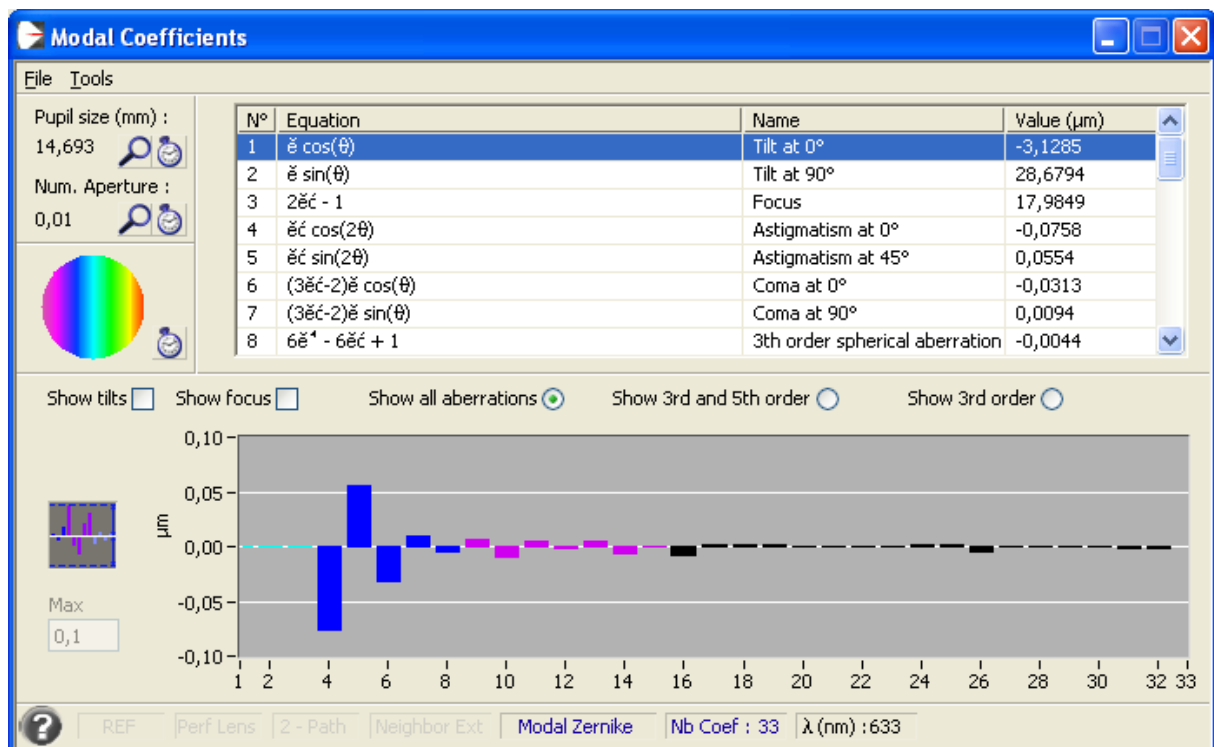 Modal Coefficients
File Tools
Pupil size (mm) :
14,693
Num. Aperture :
0,01
N° Equation Name Value (µm)
1 ě cos(θ) Tilt at 0° -3,1285
2 ě sin(θ) Tilt at 90° 28,6794
3 2ěć - 1 Focus 17,9849
4 ěć cos(2θ) Astigmatism at 0° -0,0758
5 ěć sin(2θ) Astigmatism at 45° 0,0554
6 (3ěć-2)ě cos(θ) Coma at 0° -0,0313
7 (3ěć-2)ě sin(θ) Coma at 90° 0,0094
8 6ě⁴ - 6ěć + 1 3th order spherical aberration -0,0044
Show tilts Show focus Show all aberrations Show 3rd and 5th order Show 3rd order
0,10
0,05
0,00
-0,05
-0,10
µm
Max
0,1
1 2 4 6 8 10 12 14 16 18 20 22 24 26 28 30 32 33
? REF Perf Lens 2 - Path Neighbor Ext Modal Zernike Nb Coef : 33 λ (nm) :633